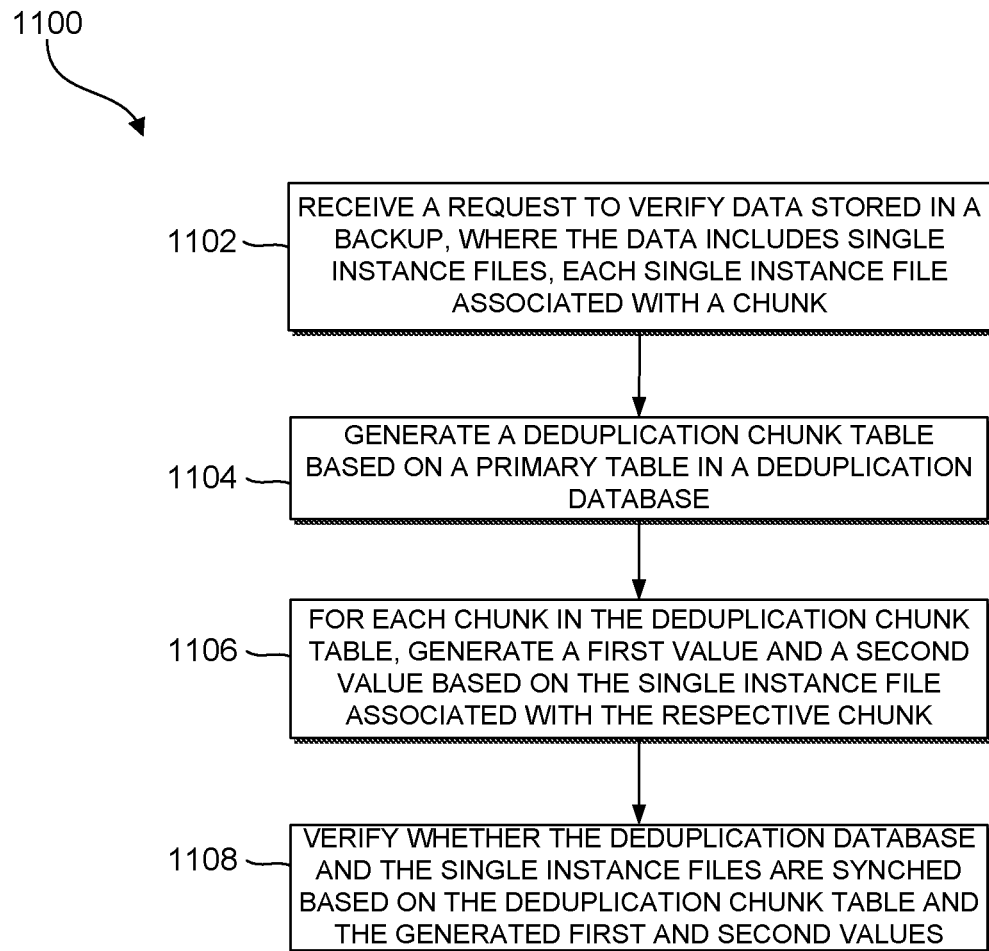 1100
RECEIVE A REQUEST TO VERIFY DATA STORED IN A
BACKUP, WHERE THE DATA INCLUDES SINGLE
INSTANCE FILES, EACH SINGLE INSTANCE FILE
ASSOCIATED WITH A CHUNK
1102
GENERATE A DEDUPLICATION CHUNK TABLE
BASED ON A PRIMARY TABLE IN A DEDUPLICATION
DATABASE
1104
FOR EACH CHUNK IN THE DEDUPLICATION CHUNK
TABLE, GENERATE A FIRST VALUE AND A SECOND
VALUE BASED ON THE SINGLE INSTANCE FILE
ASSOCIATED WITH THE RESPECTIVE CHUNK
1106
VERIFY WHETHER THE DEDUPLICATION DATABASE
AND THE SINGLE INSTANCE FILES ARE SYNCHED
BASED ON THE DEDUPLICATION CHUNK TABLE AND
THE GENERATED FIRST AND SECOND VALUES
1108